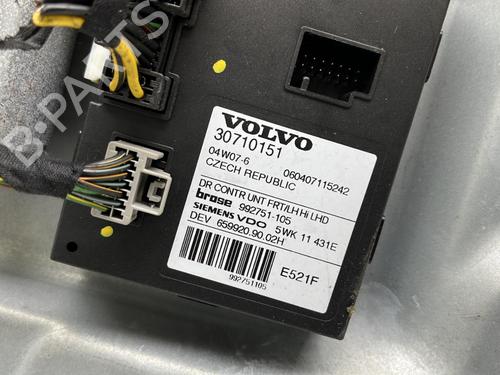 B-PARTS
VOLVO
30710151
04W07-6 060407115242
CZECH REPUBLIC
DR CONTR UNT FRT/LH Hi LHD
brose 992751-105
SIEMENS VDO 5WK 11 431E
DEV 659920.90.02H
E521F
992751105